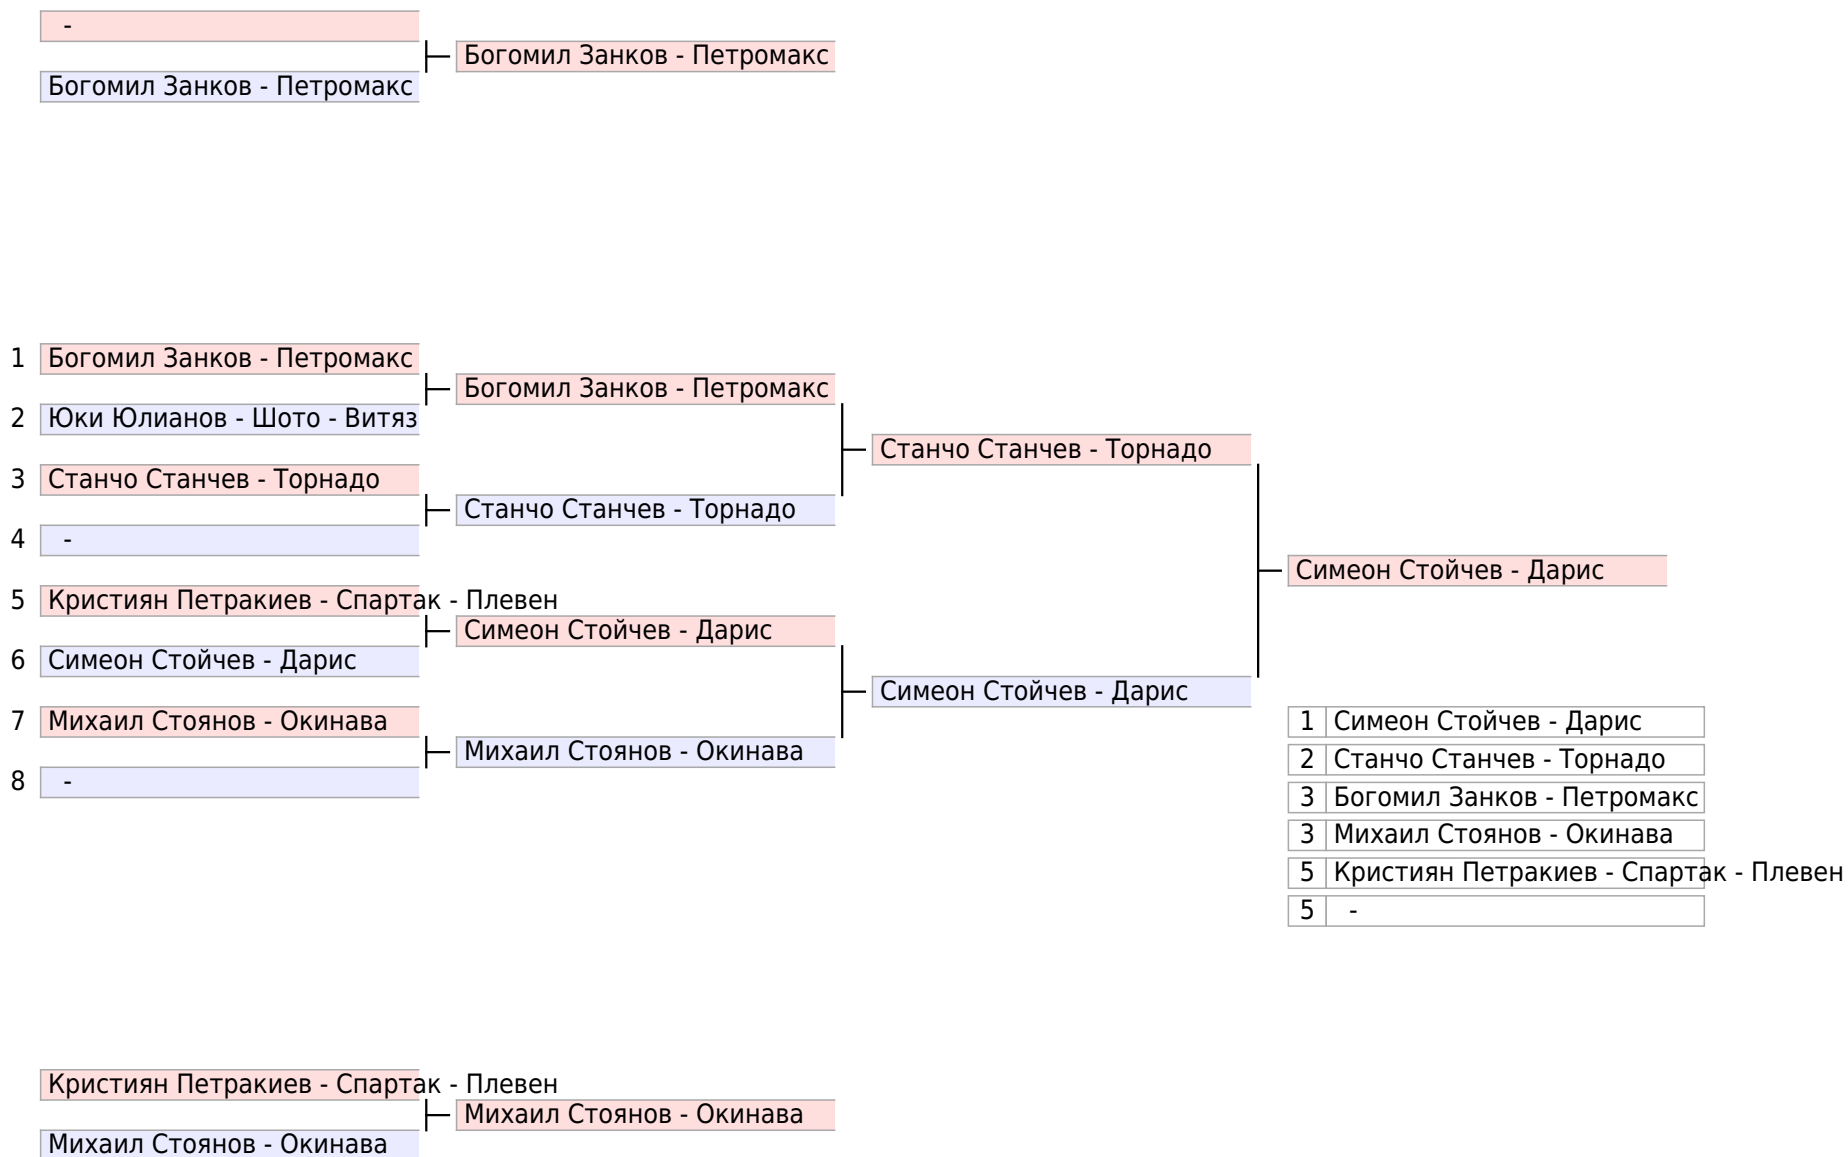 -
Богомил Занков - Петромакс
Богомил Занков - Петромакс
1 Богомил Занков - Петромакс
Богомил Занков - Петромакс
2 Юки Юлианов - Шото - Витяз
Станчо Станчев - Торнадо
3 Станчо Станчев - Торнадо
Станчо Станчев - Торнадо
4 -
Симеон Стойчев - Дарис
5 Кристиян Петракиев - Спартак - Плевен
Симеон Стойчев - Дарис
6 Симеон Стойчев - Дарис
Симеон Стойчев - Дарис
7 Михаил Стоянов - Окинава
Михаил Стоянов - Окинава
8 -
1 Симеон Стойчев - Дарис
2 Станчо Станчев - Торнадо
3 Богомил Занков - Петромакс
3 Михаил Стоянов - Окинава
5 Кристиян Петракиев - Спартак - Плевен
5 -
Кристиян Петракиев - Спартак - Плевен
Михаил Стоянов - Окинава
Михаил Стоянов - Окинава